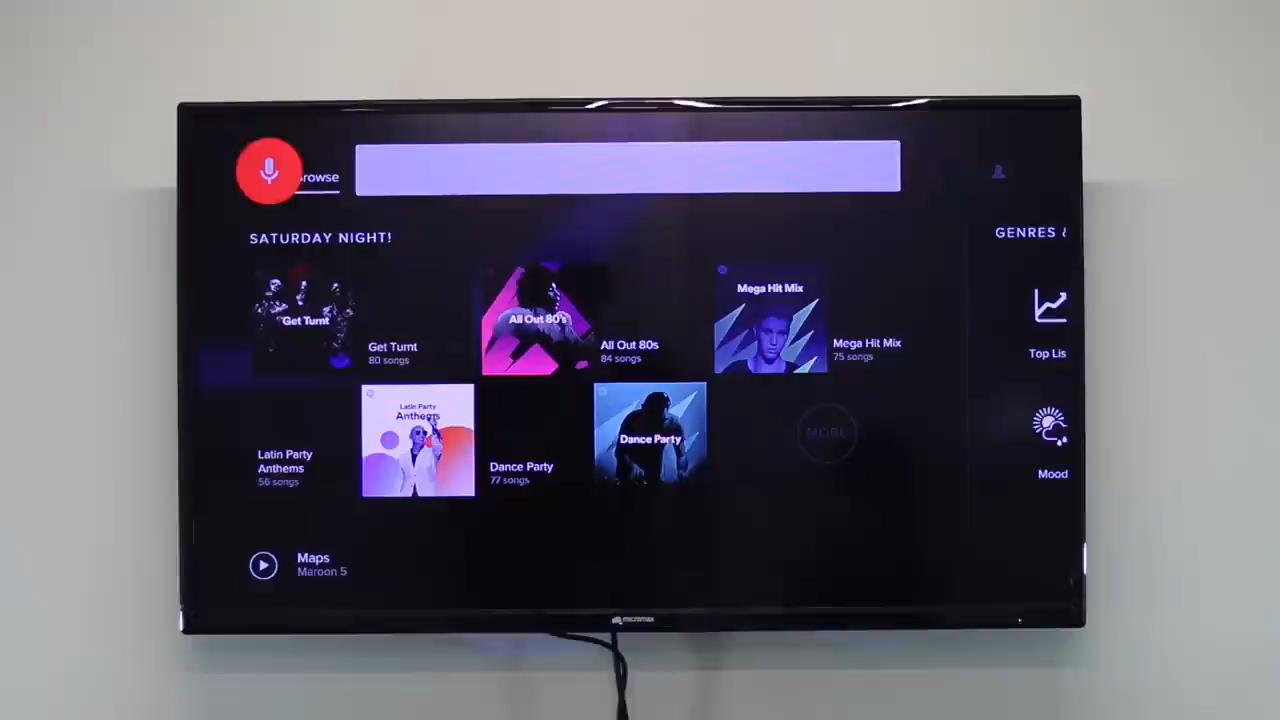 rowse
SATURDAY NIGHT!
GENRES &
Get Turnt
Get Turnt
80 songs
All Out 80's
All Out 80s
84 songs
Mega Hit Mix
Mega Hit Mix
75 songs
Top Lis
Latin Party
Anthems
56 songs
Latin Party
Anthems
Dance Party
77 songs
Dance Party
MORE
Mood
Maps
Maroon 5
micromax